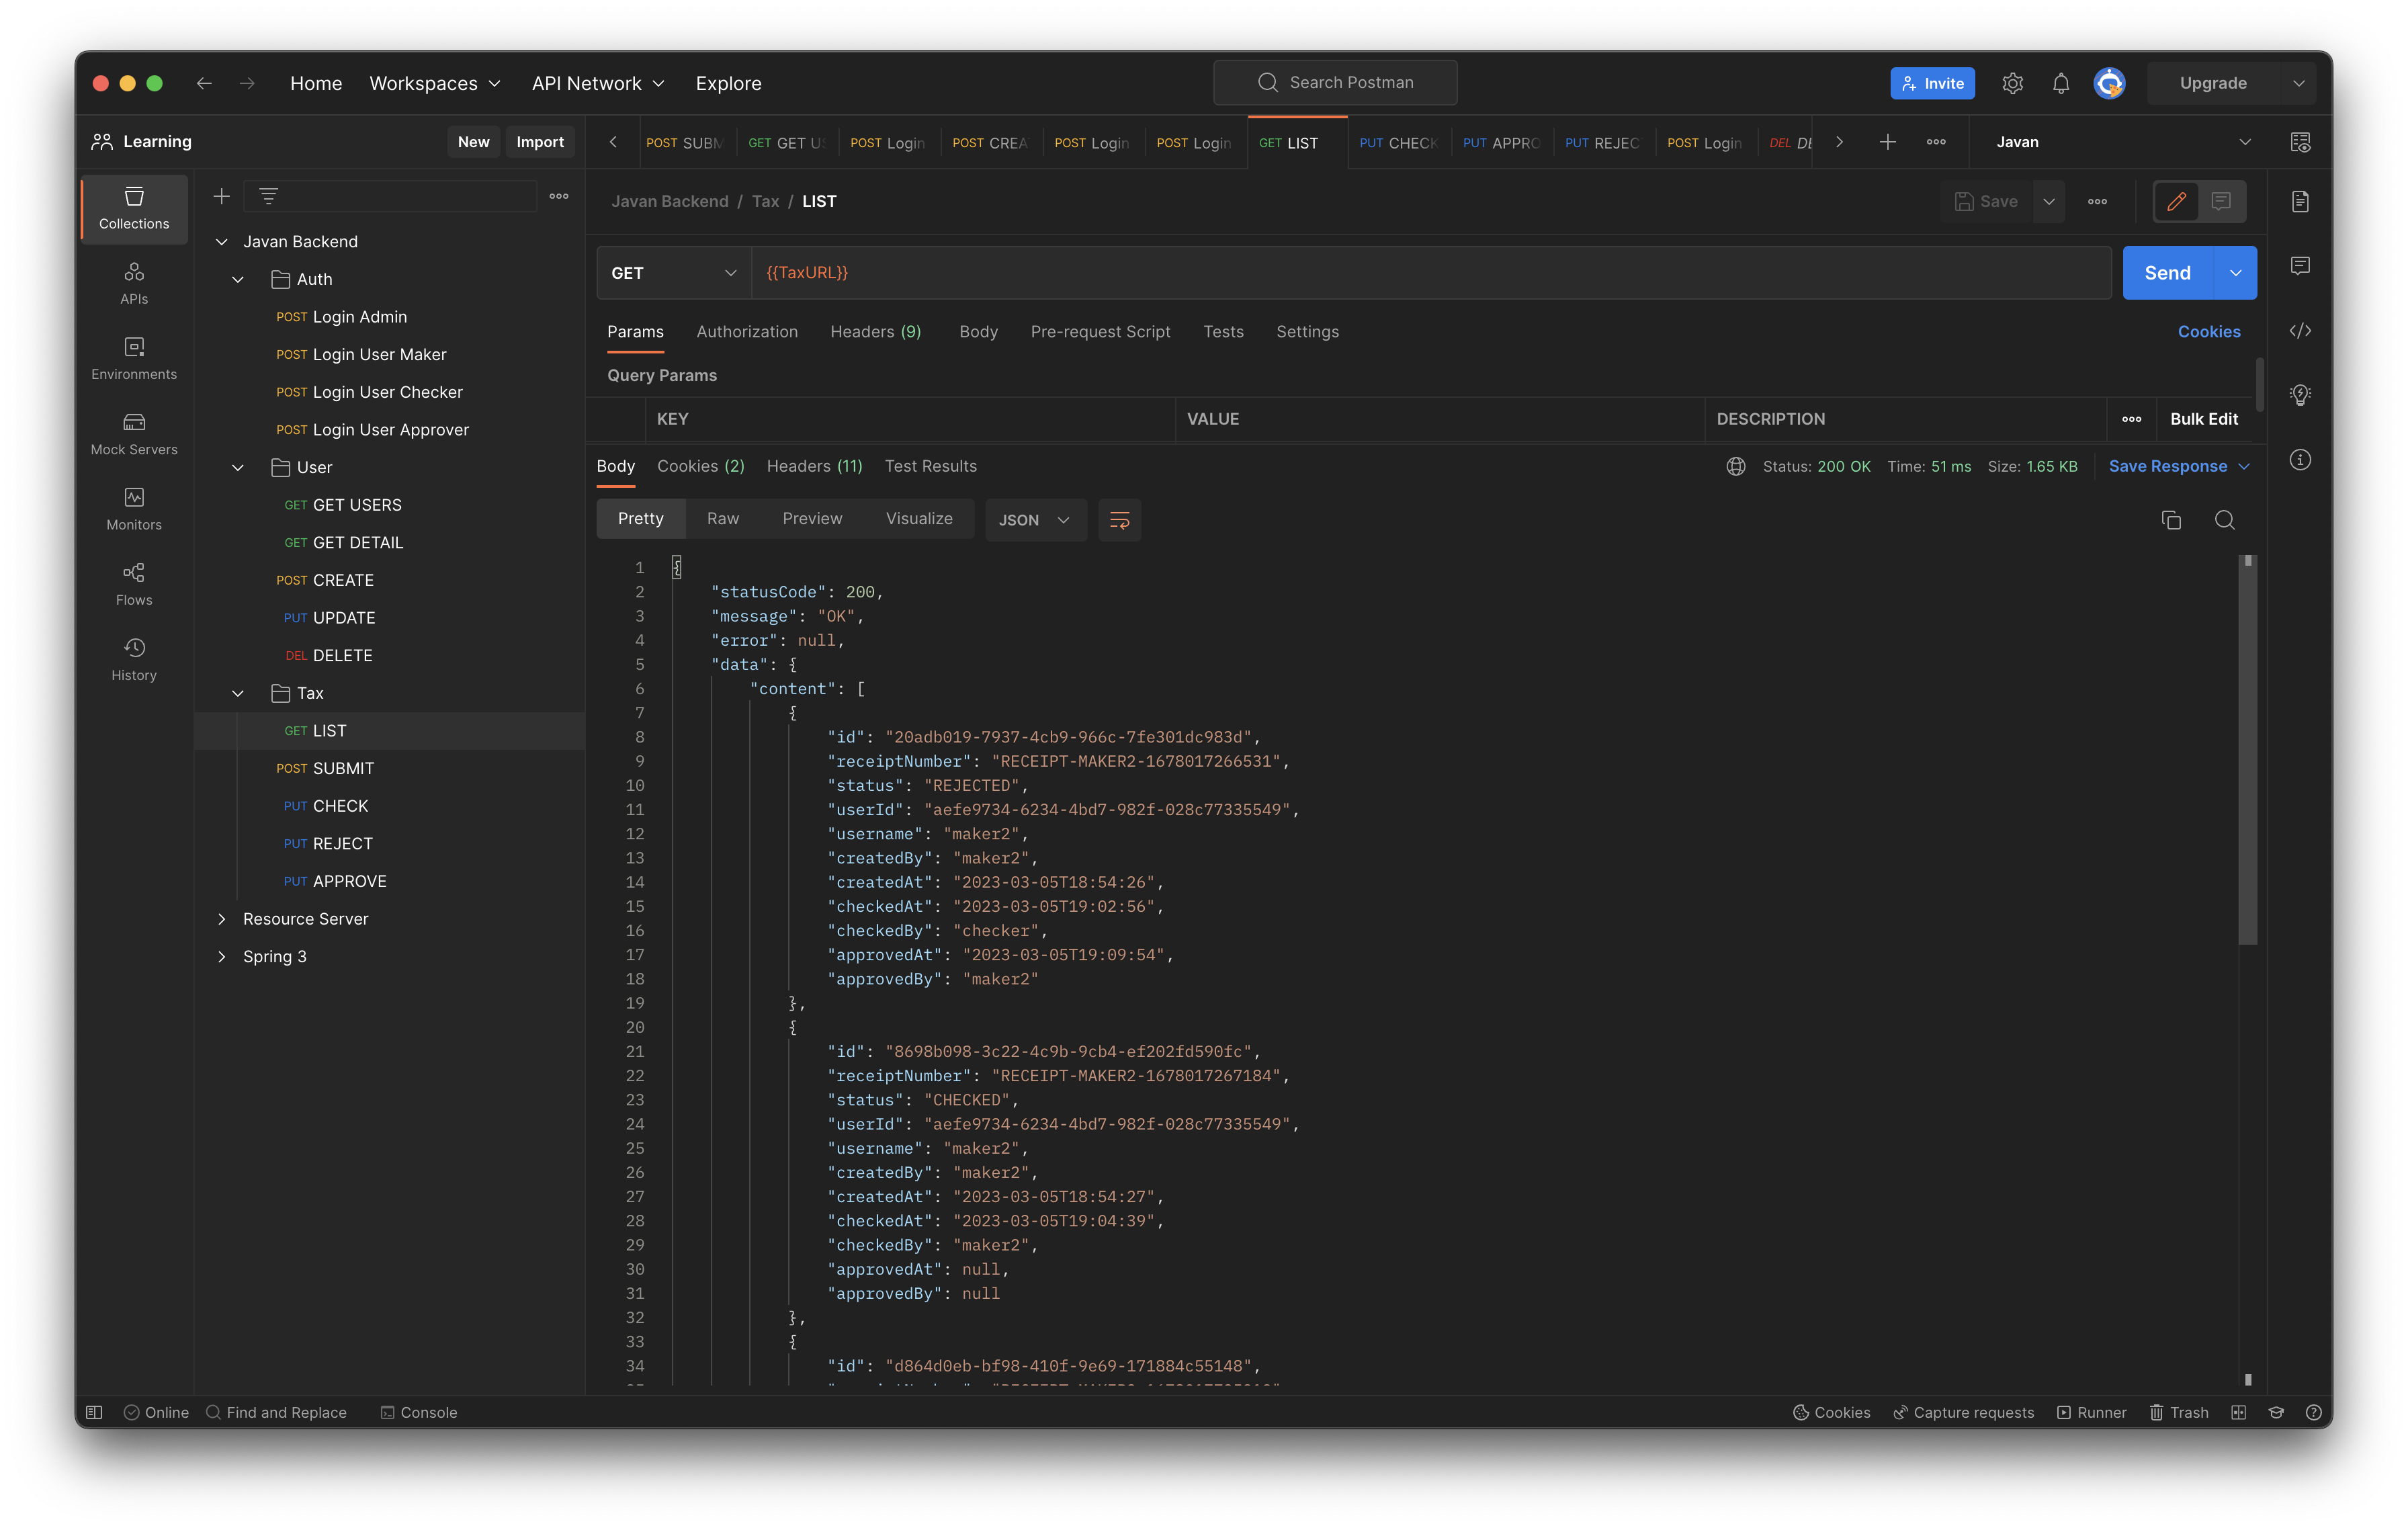 Home Workspaces API Network Explore Search Postman Invite Upgrade
Learning New Import
POST SUBM GET GET US POST Login POST CREA POST Login POST Login GET LIST PUT CHECK PUT APPRO PUT REJEC POST Login DEL DE Javan
Collections
APIs
Environments
Mock Servers
Monitors
Flows
History
Javan Backend
Auth
POST Login Admin
POST Login User Maker
POST Login User Checker
POST Login User Approver
User
GET GET USERS
GET GET DETAIL
POST CREATE
PUT UPDATE
DEL DELETE
Tax
GET LIST
POST SUBMIT
PUT CHECK
PUT REJECT
PUT APPROVE
Resource Server
Spring 3
Javan Backend / Tax / LIST Save
GET {{TaxURL}} Send
Params Authorization Headers (9) Body Pre-request Script Tests Settings Cookies
Query Params
KEY VALUE DESCRIPTION Bulk Edit
Body Cookies (2) Headers (11) Test Results Status: 200 OK Time: 51 ms Size: 1.65 KB Save Response
Pretty Raw Preview Visualize JSON
1 {
2 "statusCode": 200,
3 "message": "OK",
4 "error": null,
5 "data": {
6 "content": [
7 {
8 "id": "20adb019-7937-4cb9-966c-7fe301dc983d",
9 "receiptNumber": "RECEIPT-MAKER2-1678017266531",
10 "status": "REJECTED",
11 "userId": "aefe9734-6234-4bd7-982f-028c77335549",
12 "username": "maker2",
13 "createdBy": "maker2",
14 "createdAt": "2023-03-05T18:54:26",
15 "checkedAt": "2023-03-05T19:02:56",
16 "checkedBy": "checker",
17 "approvedAt": "2023-03-05T19:09:54",
18 "approvedBy": "maker2"
19 },
20 {
21 "id": "8698b098-3c22-4c9b-9cb4-ef202fd590fc",
22 "receiptNumber": "RECEIPT-MAKER2-1678017267184",
23 "status": "CHECKED",
24 "userId": "aefe9734-6234-4bd7-982f-028c77335549",
25 "username": "maker2",
26 "createdBy": "maker2",
27 "createdAt": "2023-03-05T18:54:27",
28 "checkedAt": "2023-03-05T19:04:39",
29 "checkedBy": "maker2",
30 "approvedAt": null,
31 "approvedBy": null
32 },
33 {
34 "id": "d864d0eb-bf98-410f-9e69-171884c55148",
Online Find and Replace Console Cookies Capture requests Runner Trash